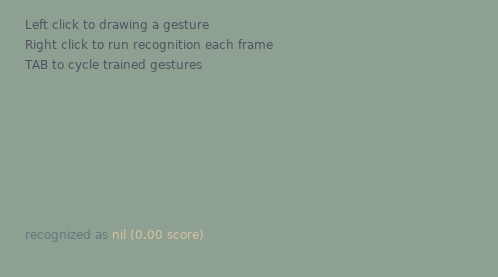 Left click to drawing a gesture
Right click to run recognition each frame
TAB to cycle trained gestures
recognized as nil (0.00 score)